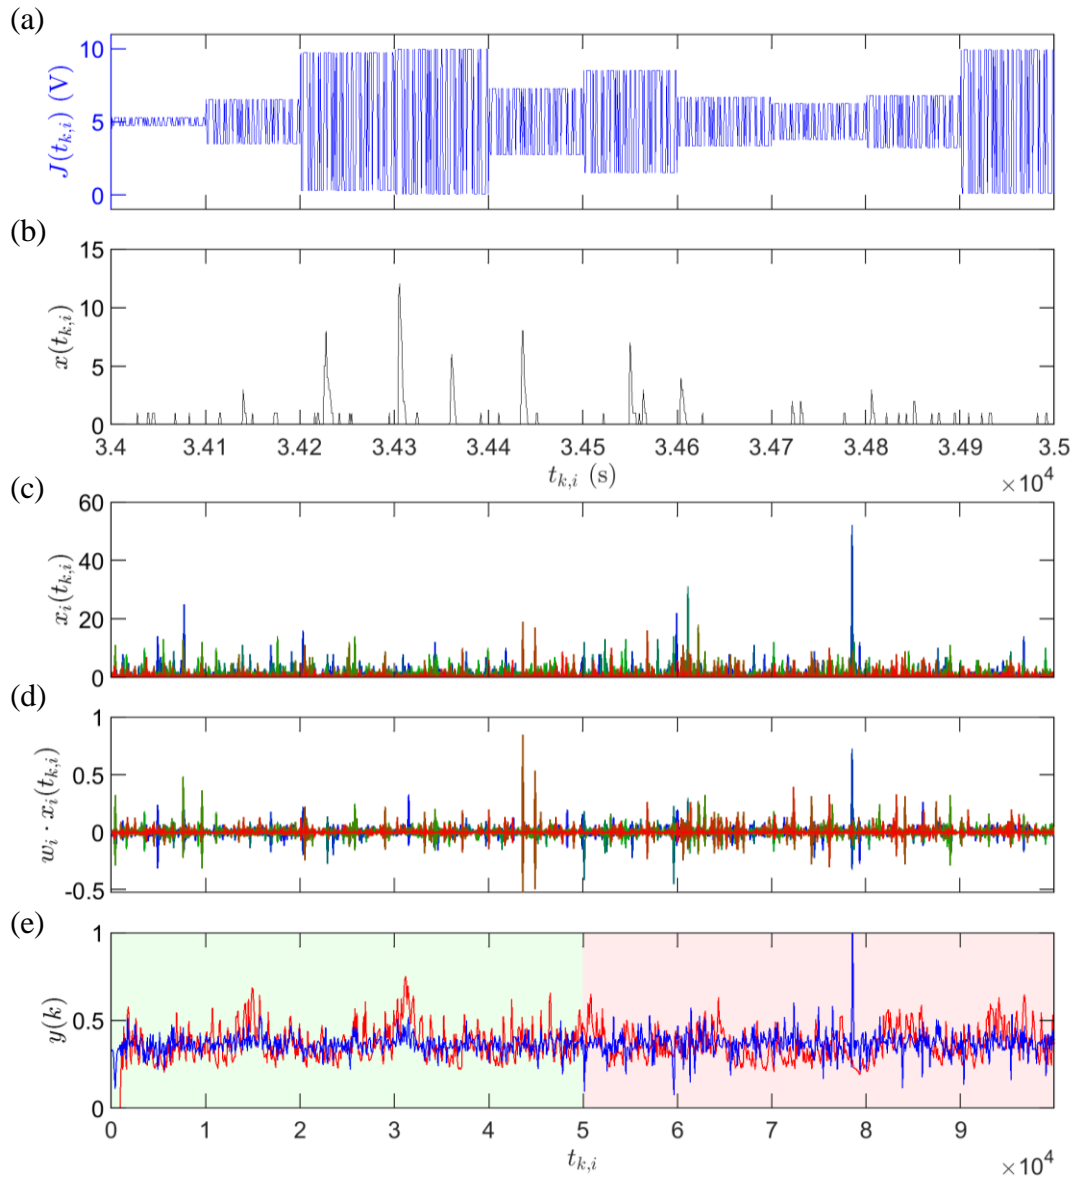 (a)
10
5
0
J(t_{k,i}) (V)
(b)
15
10
5
0
x(t_{k,i})
3.4 3.41 3.42 3.43 3.44 3.45 3.46 3.47 3.48 3.49 3.5
t_{k,i} (s)
×10^4
(c)
60
40
20
0
x_i(t_{k,i})
(d)
1
0.5
0
-0.5
w_i · x_i(t_{k,i})
(e)
1
0.5
0
y(k)
0 1 2 3 4 5 6 7 8 9
t_{k,i}
×10^4